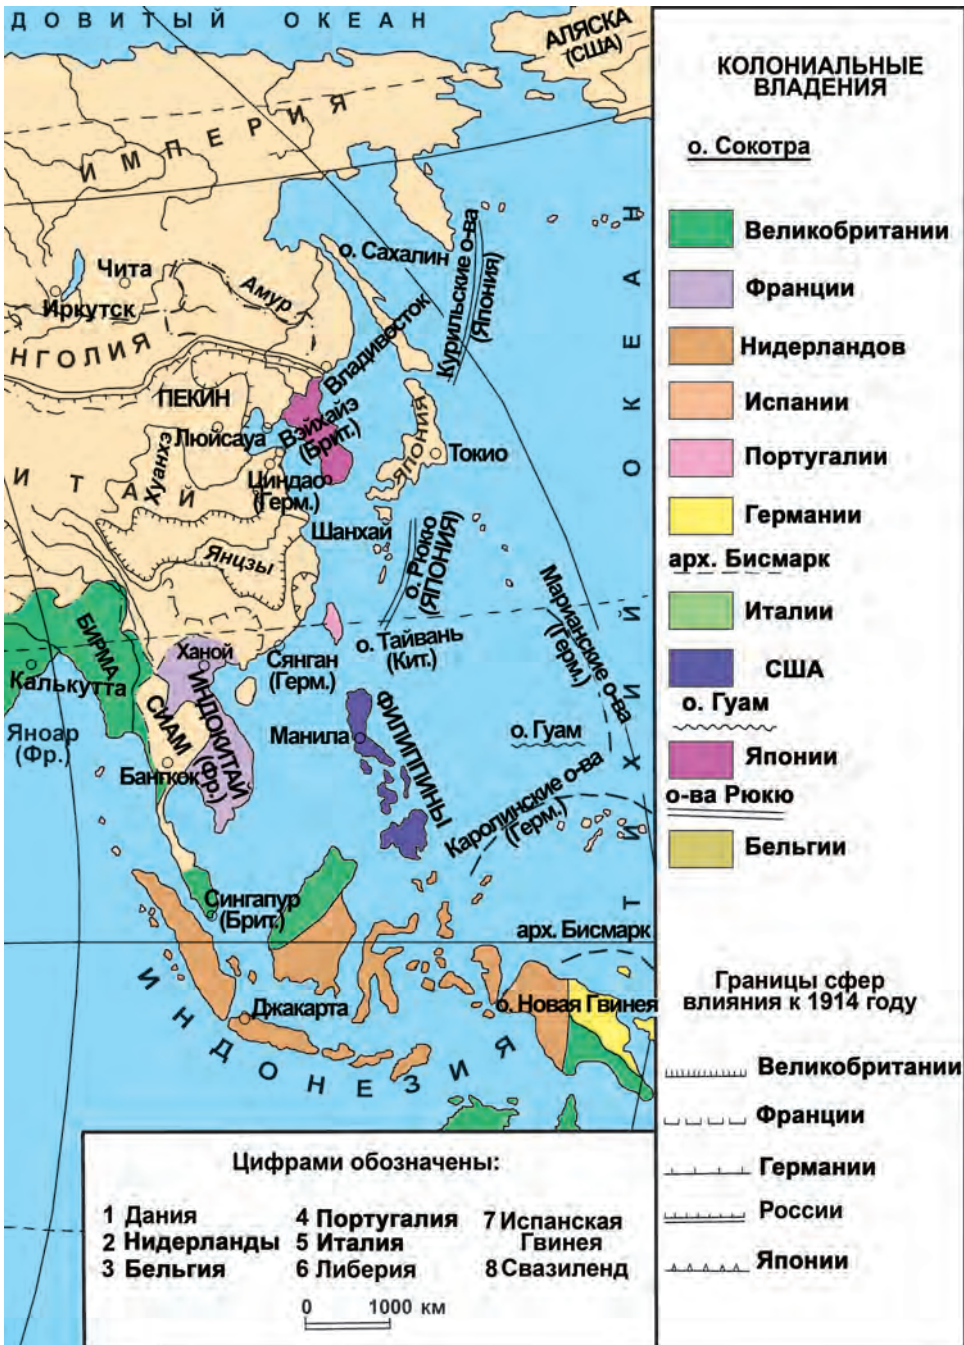 ДОВИТЫЙ ОКЕАН
АЛЯСКА
(США)
ИМПЕРИЯ
о. Сахалин
Курильские о-ва
(Япония)
Чита
Иркутск
Амур
НГОЛИЯ
Владивосток
ПЕКИН
Люйсауа
Вэйхайэ
(Брит.)
ЯПОНИЯ
Токио
Хуанхэ
ИТАЙ
Циндао
(Герм.)
Шанхай
о. Рюкю
(ЯПОНИЯ)
Янцзы
БИРМА
Калькутта
Ханой
Сянган
(Герм.)
о. Тайвань
(Кит.)
Марианские о-ва
(Герм.)
ТИХИЙ ОКЕАН
Яноар
(Фр.)
СИАМ
ИНДОКИТАЙ
(Фр.)
Бангкок
Манила
ФИЛИППИНЫ
о. Гуам
Каролинские о-ва
(Герм.)
Сингапур
(Брит.)
арх. Бисмарк
Джакарта
о. Новая Гвинея
ИНДОНЕЗИЯ
КОЛОНИАЛЬНЫЕ
ВЛАДЕНИЯ
о. Сокотра
Великобритании
Франции
Нидерландов
Испании
Португалии
Германии
арх. Бисмарк
Италии
США
о. Гуам
Японии
о-ва Рюкю
Бельгии
Границы сфер
влияния к 1914 году
Великобритании
Франции
Германии
России
Японии
Цифрами обозначены:
1 Дания
2 Нидерланды
3 Бельгия
4 Португалия
5 Италия
6 Либерия
7 Испанская
Гвинея
8 Свазиленд
0 1000 км